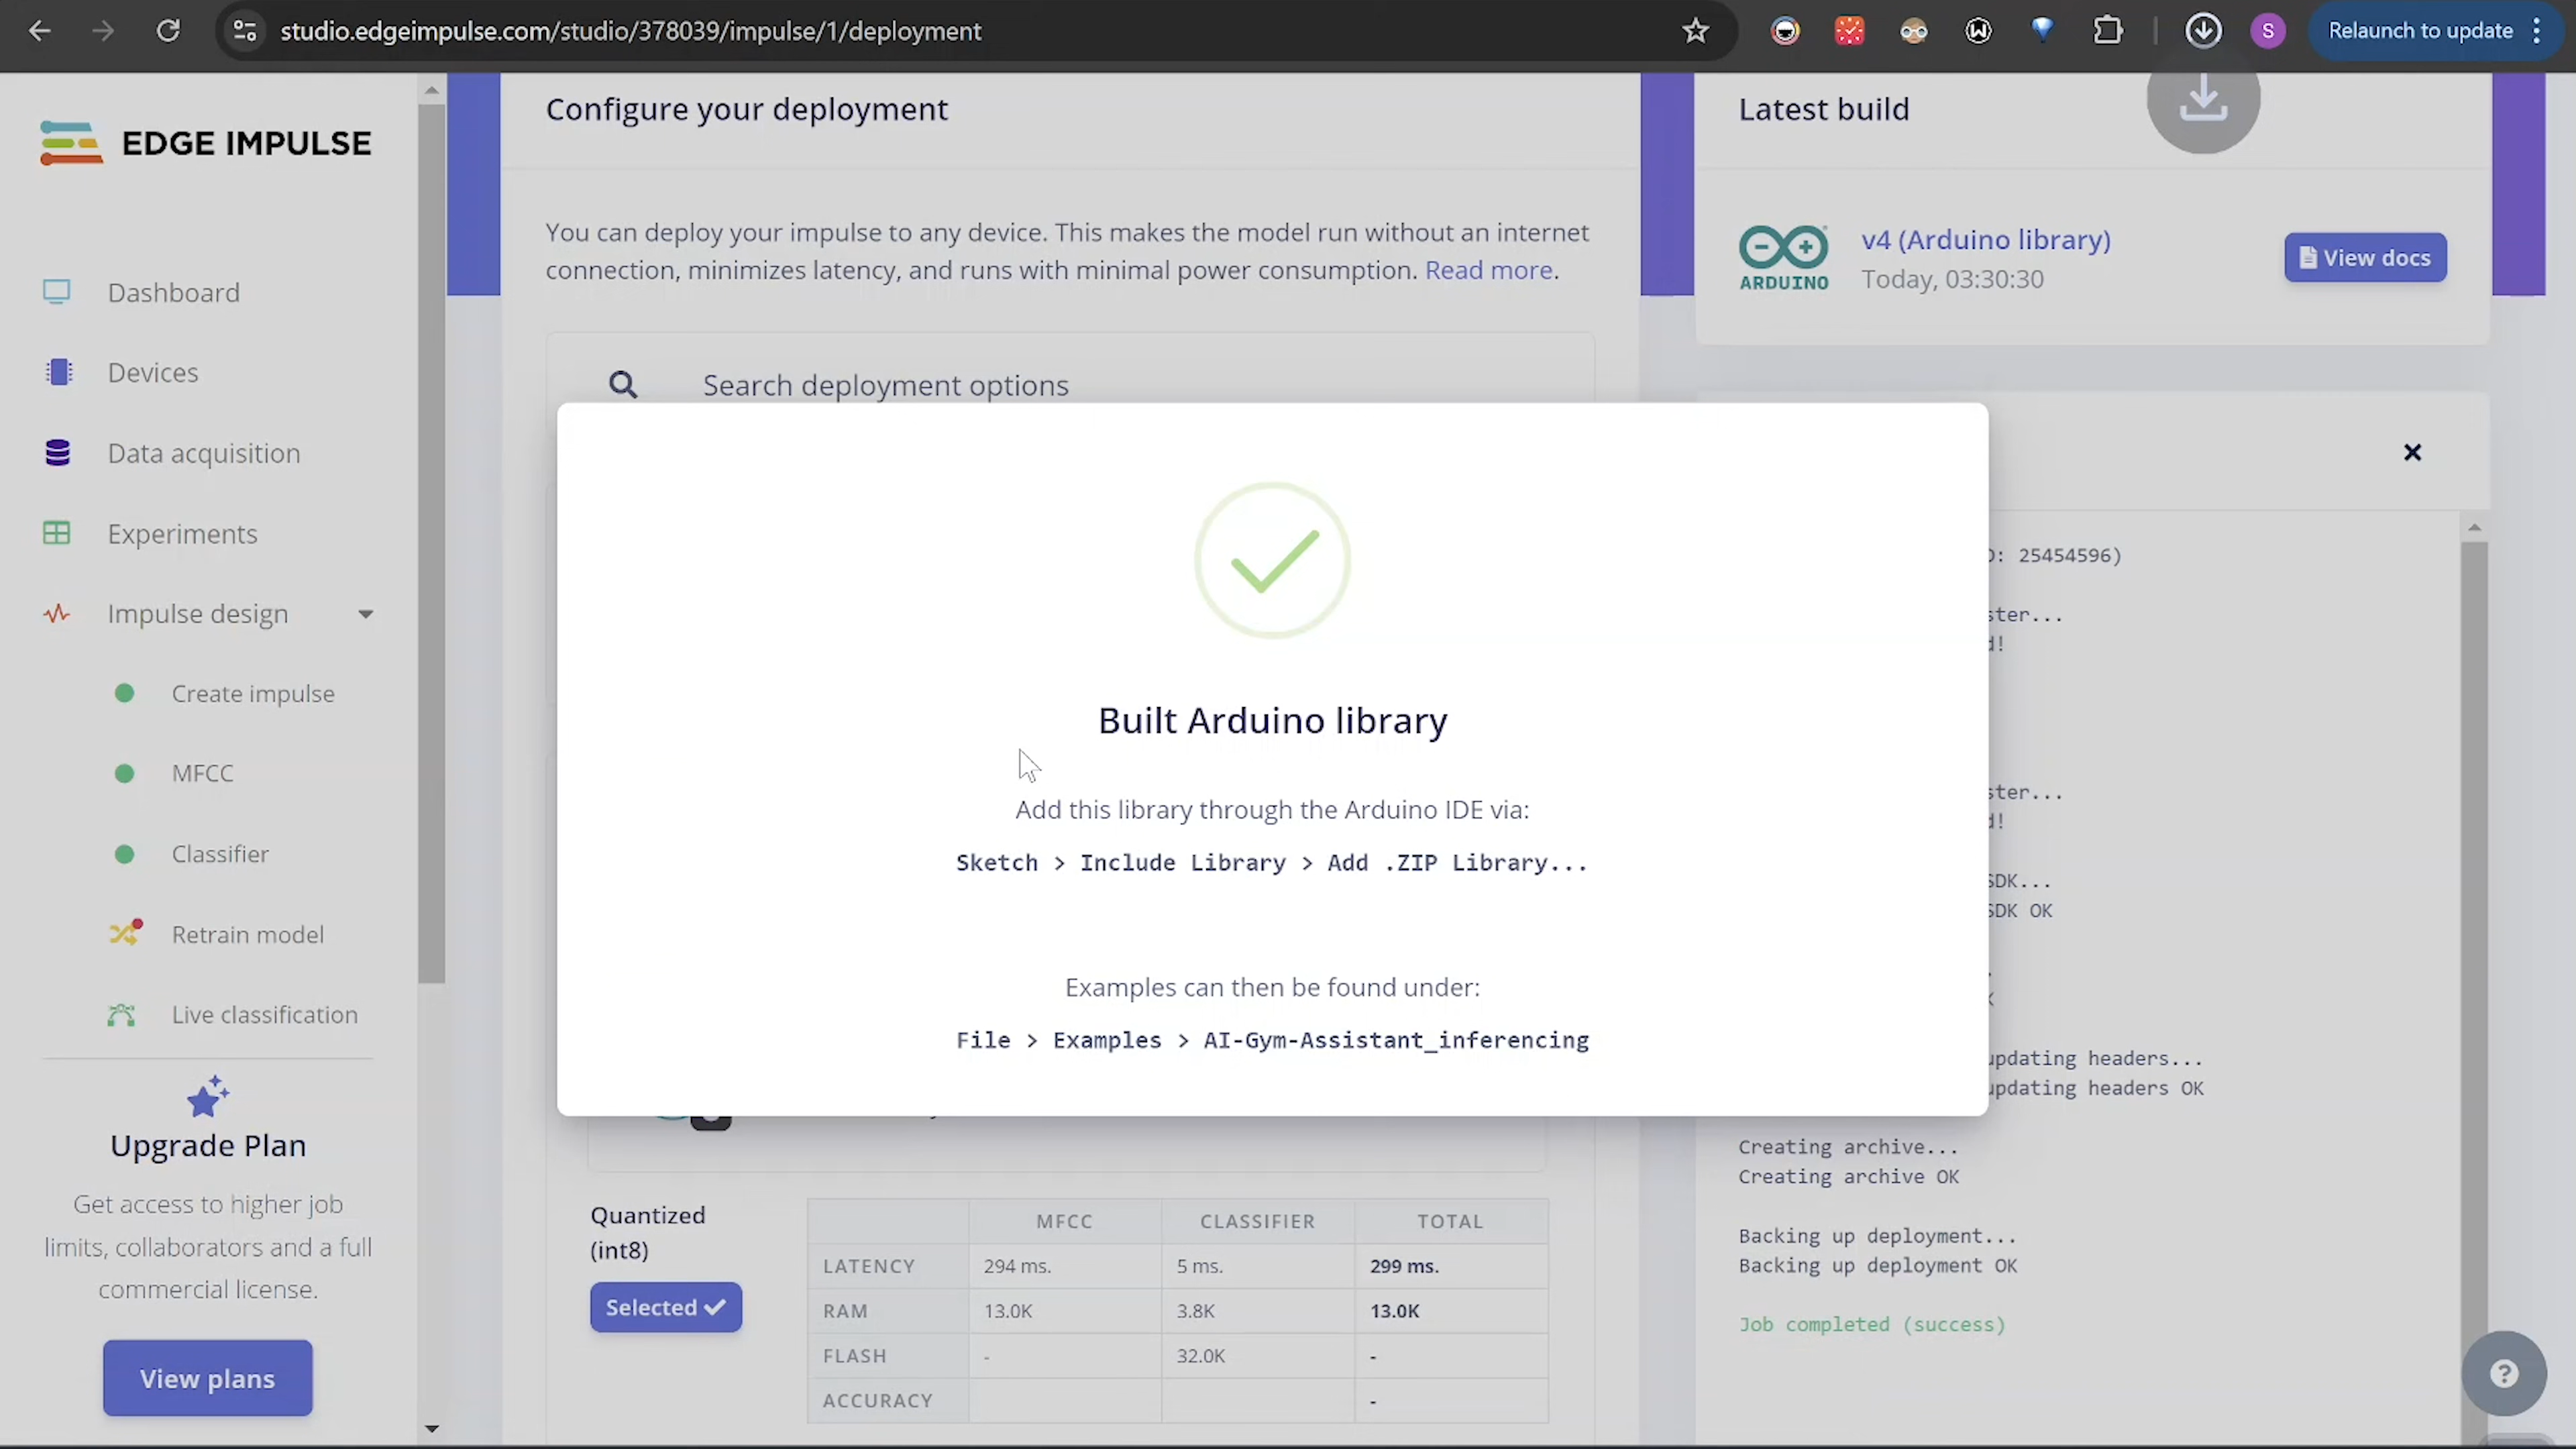 studio.edgeimpulse.com/studio/378039/impulse/1/deployment
S
Relaunch to update
EDGE IMPULSE
Dashboard
Devices
Data acquisition
Experiments
Impulse design
Create impulse
MFCC
Classifier
Retrain model
Live classification
Upgrade Plan
Get access to higher job
limits, collaborators and a full
commercial license.
View plans
Configure your deployment
You can deploy your impulse to any device. This makes the model run without an internet
connection, minimizes latency, and runs with minimal power consumption. Read more.
Search deployment options
Built Arduino library
Add this library through the Arduino IDE via:
Sketch > Include Library > Add .ZIP Library...
Examples can then be found under:
File > Examples > AI-Gym-Assistant_inferencing
Quantized
(int8)
Selected
MFCC CLASSIFIER TOTAL
LATENCY 294 ms. 5 ms. 299 ms.
RAM 13.0K 3.8K 13.0K
FLASH - 32.0K -
ACCURACY -
Latest build
ARDUINO
v4 (Arduino library)
Today, 03:30:30
View docs
D: 25454596)
ster...
d!
ster...
d!
SDK...
SDK OK
updating headers...
updating headers OK
Creating archive...
Creating archive OK
Backing up deployment...
Backing up deployment OK
Job completed (success)
?